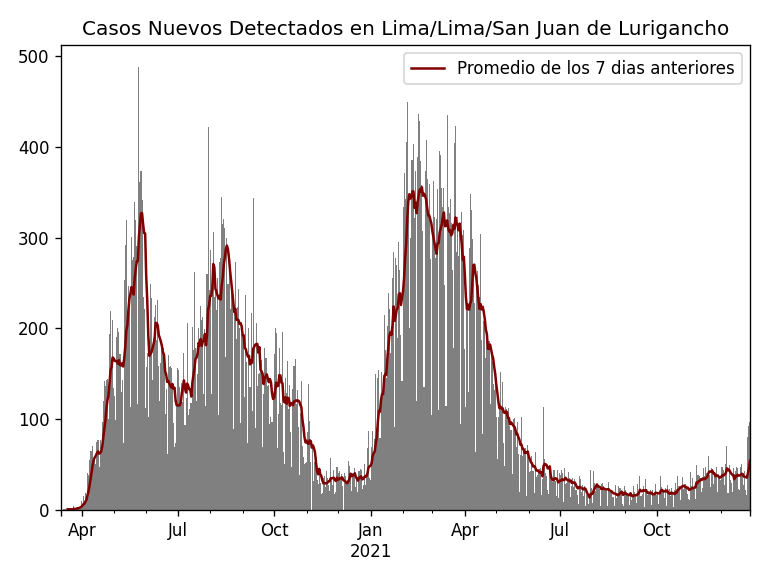 Casos Nuevos Detectados en Lima/Lima/San Juan de Lurigancho
Promedio de los 7 dias anteriores
500
400
300
200
100
0
Apr Jul Oct Jan Apr Jul Oct
2021